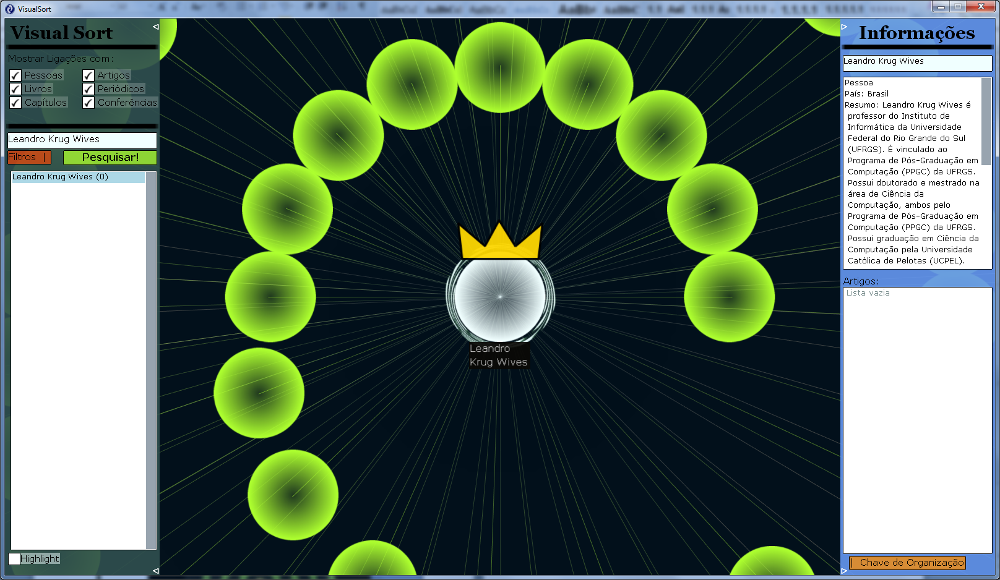 VisualSort
Visual Sort
Mostrar Ligações com:
Pessoas
Artigos
Livros
Periódicos
Capítulos
Conferências
Leandro Krug Wives
Filtros |
Pesquisar!
Leandro Krug Wives (0)
Highlight
Leandro
Krug Wives
Informações
Leandro Krug Wives
Pessoa
País: Brasil
Resumo: Leandro Krug Wives é
professor do Instituto de
Informática da Universidade
Federal do Rio Grande do Sul
(UFRGS). É vinculado ao
Programa de Pós-Graduação em
Computação (PPGC) da UFRGS.
Possui doutorado e mestrado na
área de Ciência da
Computação, ambos pelo
Programa de Pós-Graduação em
Computação (PPGC) da UFRGS.
Possui graduação em Ciência da
Computação pela Universidade
Católica de Pelotas (UCPEL).
Artigos:
Lista vazia
| Chave de Organização